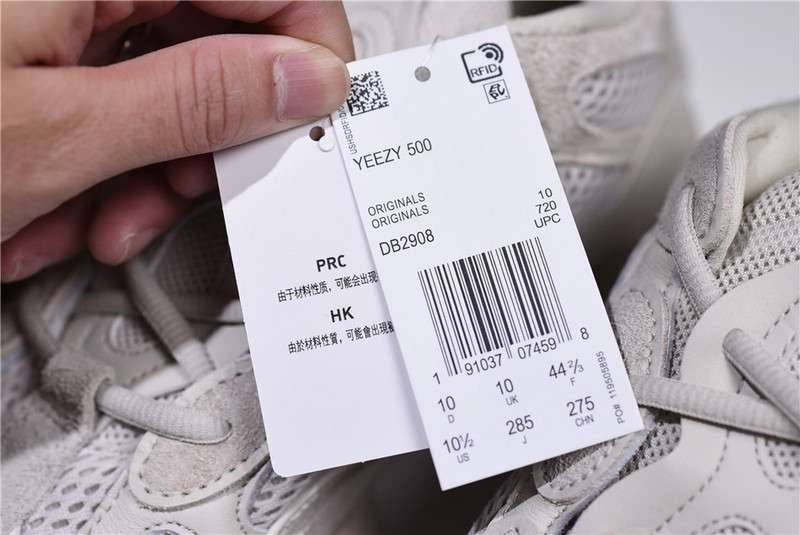 RFID
YEEZY 500
ORIGINALS
ORIGINALS
10
720
UPC
DB2908
1 91037 07459 8
10
D
10
UK
44 2/3
F
10½
US
285
J
275
CHN
PO# 119505895
PRC
由于材料性质，可能会出现
HK
由於材料性質，可能會出現